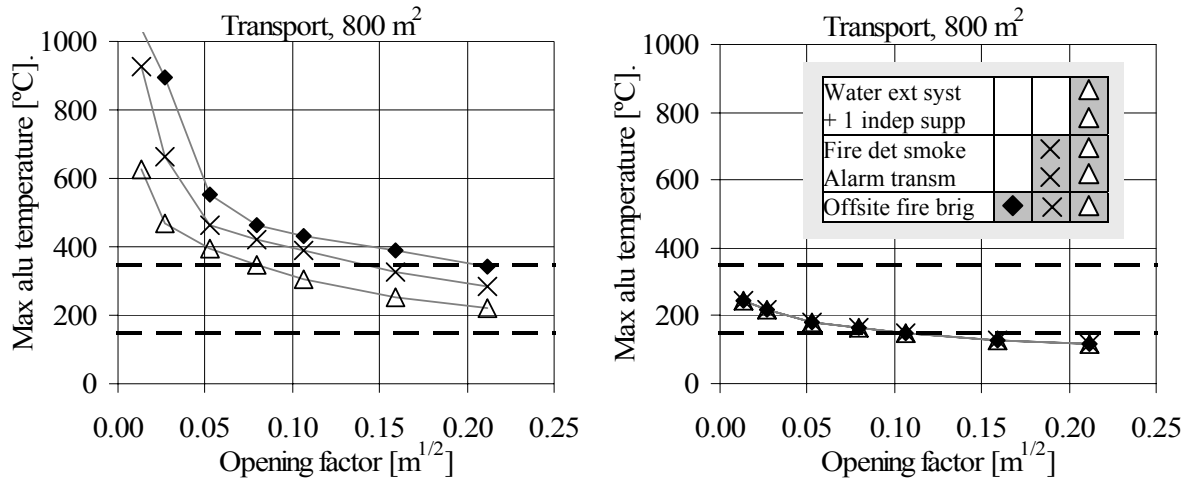 Transport, 800 m²
Max alu temperature [ºC].
1000
800
600
400
200
0
0.00 0.05 0.10 0.15 0.20 0.25
Opening factor [m^1/2]
Transport, 800 m²
Max alu temperature [ºC].
1000
800
600
400
200
0
Water ext syst
+ 1 indep supp
Fire det smoke
Alarm transm
Offsite fire brig
0.00 0.05 0.10 0.15 0.20 0.25
Opening factor [m^1/2]